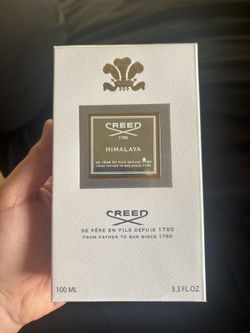 CREED
1760
HIMALAYA
DE PÈRE EN FILS DEPUIS 1760
FROM FATHER TO SON SINCE 1760
CREED
DE PÈRE EN FILS DEPUIS 1760
FROM FATHER TO SON SINCE 1760
100 ML 3.3 FL.OZ.